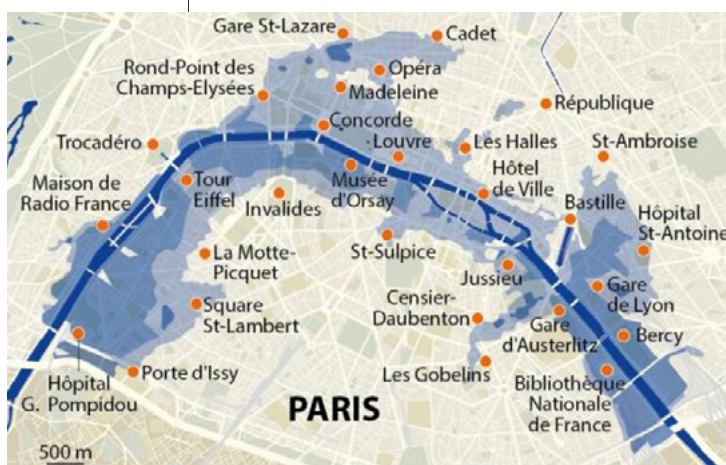 Gare St-Lazare
Cadet
Rond-Point des
Champs-Elysées
Opéra
Madeleine
République
Concorde
Trocadéro
Louvre
Les Halles
St-Ambroise
Maison de
Radio France
Tour
Eiffel
Musée
d'Orsay
Hôtel
de Ville
Bastille
Invalides
Hôpital
St-Antoine
La Motte-
Picquet
St-Sulpice
Jussieu
Square
St-Lambert
Censier-
Daubenton
Gare
de Lyon
Gare
d'Austerlitz
Bercy
Hôpital
G. Pompidou
Porte d'Issy
Les Gobelins
Bibliothèque
Nationale
de France
PARIS
500 m